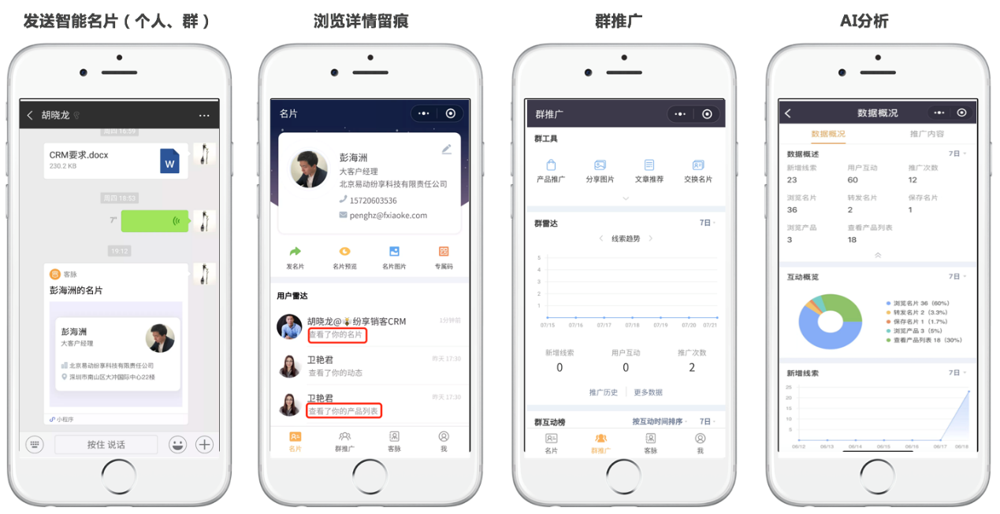 发送智能名片（个人、群）
浏览详情留痕
群推广
AI分析
胡晓龙
CRM要求.docx
230.2 KB
W
周四 16:53
7"
19:12
客脉
彭海洲的名片
彭海洲
大客户经理
北京易动纷享科技有限责任公司
深圳市南山区大冲国际中心22楼
小程序
按住 说话
名片
彭海洲
大客户经理
北京易动纷享科技有限责任公司
15720603536
penghz@fxiaoke.com
发名片
名片预览
名片图片
专属码
用户雷达
胡晓龙@纷享销客CRM
1分钟前
查看了你的名片
卫艳君
昨天 17:30
查看了你的动态
卫艳君
昨天 17:30
查看了你的产品列表
名片
群推广
客脉
我
群推广
群工具
产品推广
分享图片
文章推荐
交换名片
群雷达
7日
线索趋势
5
4
3
2
1
07/15 07/16 07/17 07/18 07/19 07/20 07/21
新增线索
用户互动
推广次数
0
0
2
推广历史
更多数据
群互动榜
按互动时间排序
7日
名片
群推广
客脉
我
数据概况
数据概况
推广内容
数据概述
7日
新增线索
用户互动
推广次数
23
60
12
浏览名片
转发名片
保存名片
36
2
1
浏览产品
查看产品列表
3
18
互动概览
7日
浏览名片 36 (60%)
转发名片 2 (3.3%)
保存名片 1 (1.7%)
浏览产品 3 (5%)
查看产品列表 18 (30%)
新增线索
7日
25
20
15
10
5
06/12 06/13 06/14 06/15 06/16 06/17 06/18